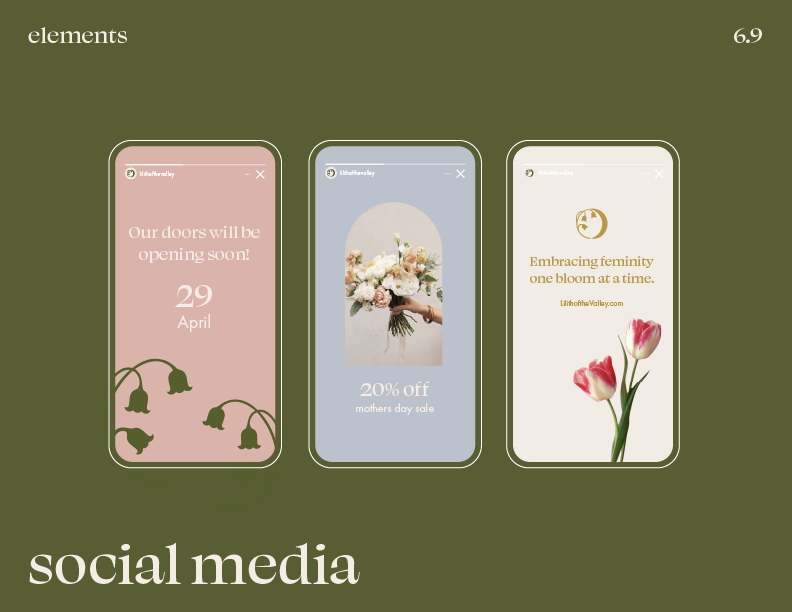 elements
6.9
lilithofthevalley
Our doors will be
opening soon!
29
April
lilithofthevalley
20% off
mothers day sale
lilithofthevalley
Embracing feminity
one bloom at a time.
LilithoftheValley.com
social media